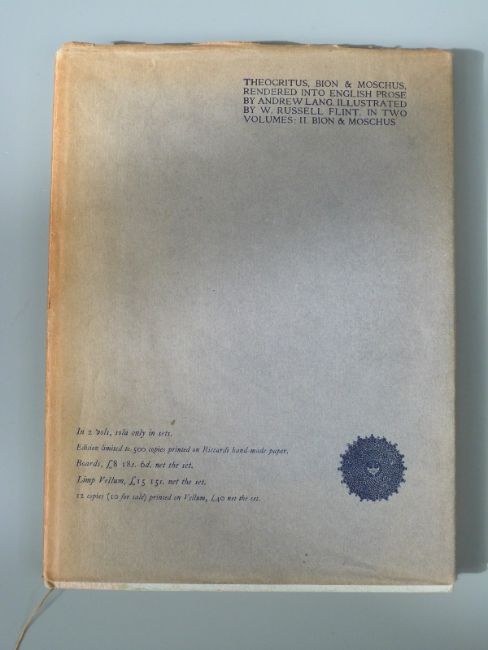 THEOCRITUS, BION & MOSCHUS,
RENDERED INTO ENGLISH PROSE
BY ANDREW LANG. ILLUSTRATED
BY W. RUSSELL FLINT. IN TWO
VOLUMES: II. BION & MOSCHUS
In 2 Vols, sold only in sets.
Edition limited to 500 copies printed on Riccardi hand-made paper.
Boards, £8 18s. 6d. net the set.
Limp Vellum, £15 15s. net the set.
12 copies (10 for sale) printed on Vellum, £40 net the set.